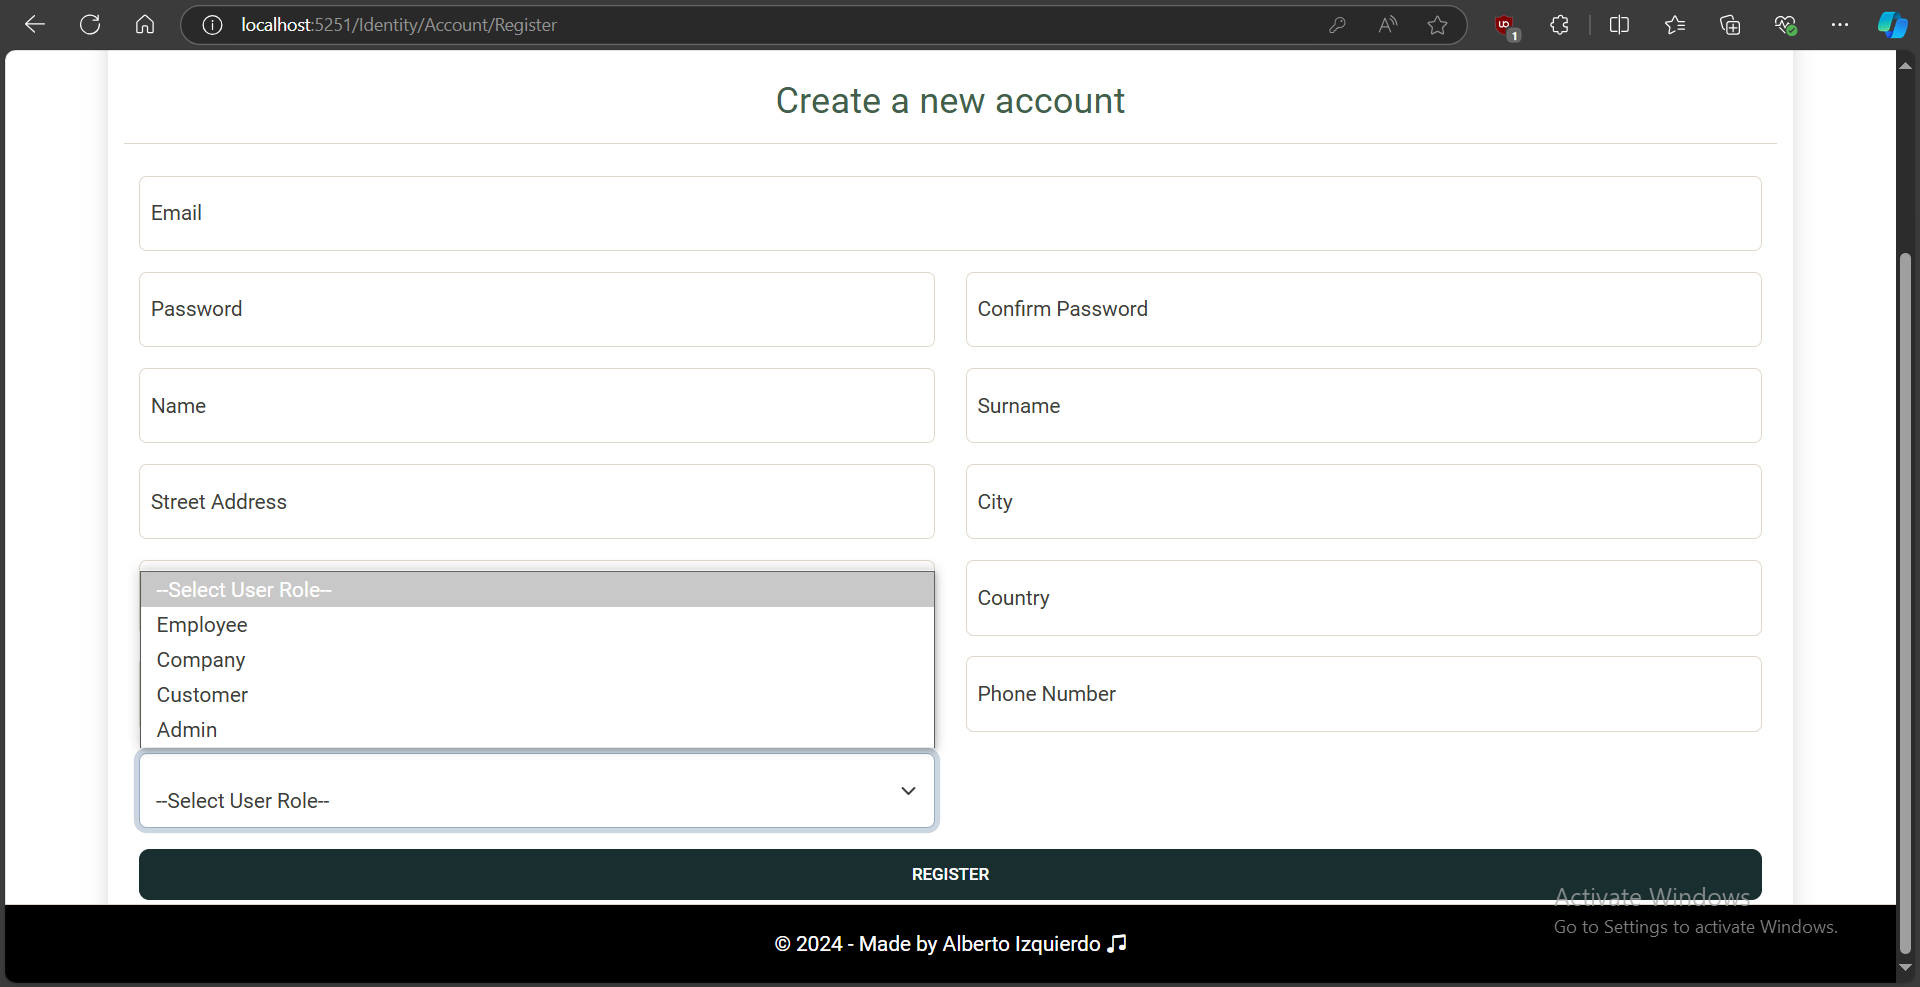 localhost:5251/Identity/Account/Register
1
Create a new account
Email
Password
Confirm Password
Name
Surname
Street Address
City
--Select User Role--
Country
Employee
Company
Customer
Phone Number
Admin
--Select User Role--
REGISTER
Activate Windows
Go to Settings to activate Windows.
© 2024 - Made by Alberto Izquierdo 🎵